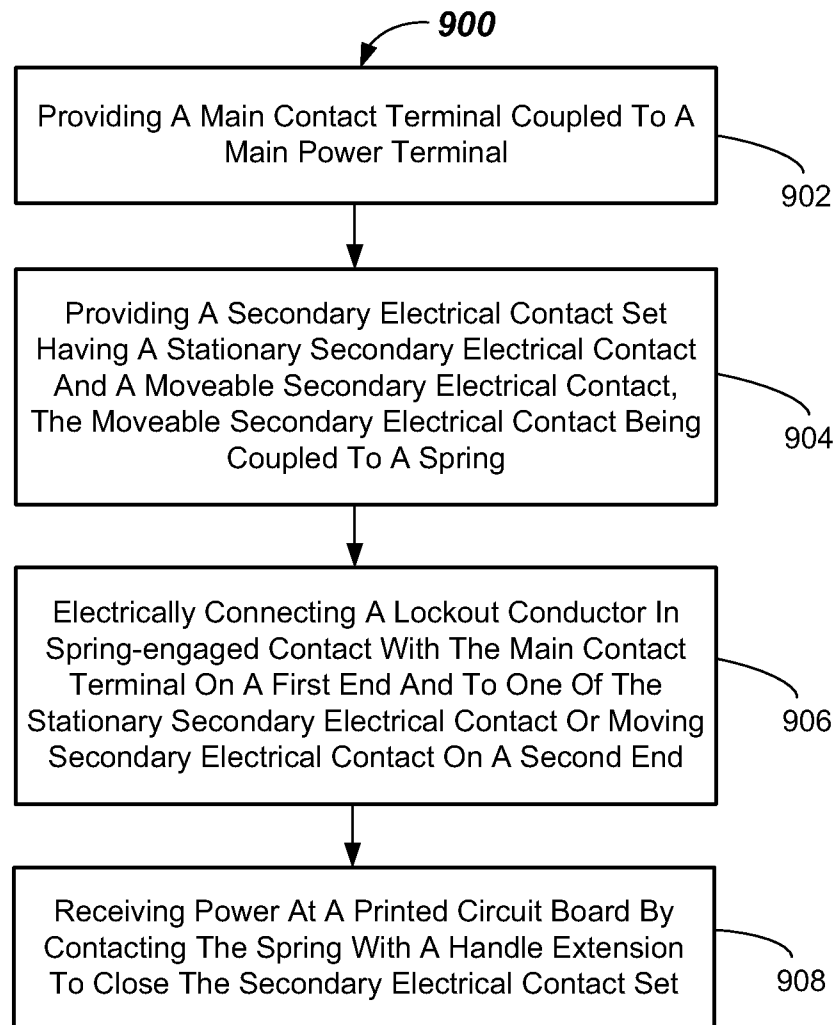 900
Providing A Main Contact Terminal Coupled To A
Main Power Terminal
902
Providing A Secondary Electrical Contact Set
Having A Stationary Secondary Electrical Contact
And A Moveable Secondary Electrical Contact,
The Moveable Secondary Electrical Contact Being
Coupled To A Spring
904
Electrically Connecting A Lockout Conductor In
Spring-engaged Contact With The Main Contact
Terminal On A First End And To One Of The
Stationary Secondary Electrical Contact Or Moving
Secondary Electrical Contact On A Second End
906
Receiving Power At A Printed Circuit Board By
Contacting The Spring With A Handle Extension
To Close The Secondary Electrical Contact Set
908